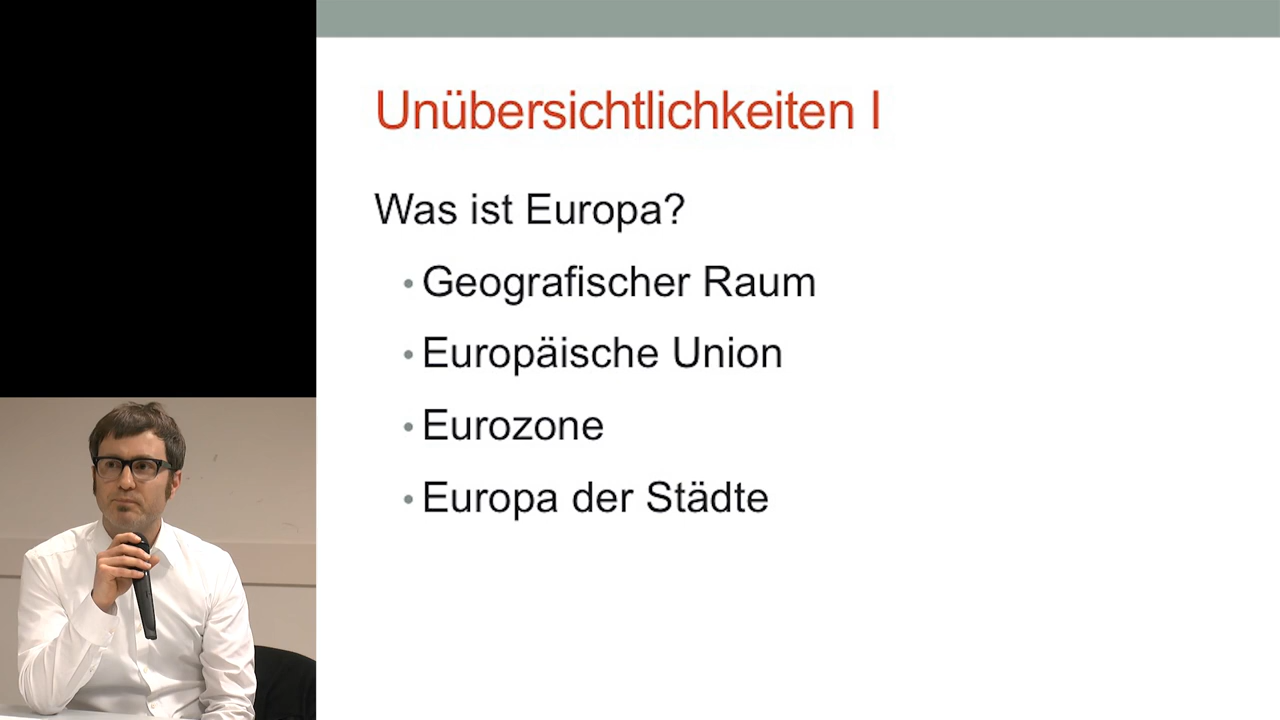 Unübersichtlichkeiten I
Was ist Europa?
• Geografischer Raum
• Europäische Union
• Eurozone
• Europa der Städte